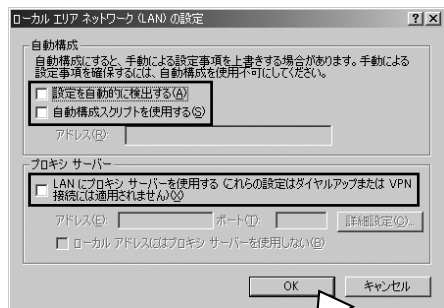 ローカル エリア ネットワーク (LAN) の設定
自動構成
自動構成にすると、手動による設定事項を上書きする場合があります。手動による
設定事項を確保するには、自動構成を使用不可にしてください。
設定を自動的に検出する(A)
自動構成スクリプトを使用する(S)
アドレス(R):
プロキシ サーバー
LAN にプロキシ サーバーを使用する (これらの設定はダイヤルアップまたは VPN
接続には適用されません)(X)
アドレス(E): ポート(T): 詳細設定(C)...
ローカル アドレスにはプロキシ サーバーを使用しない(B)
OK キャンセル